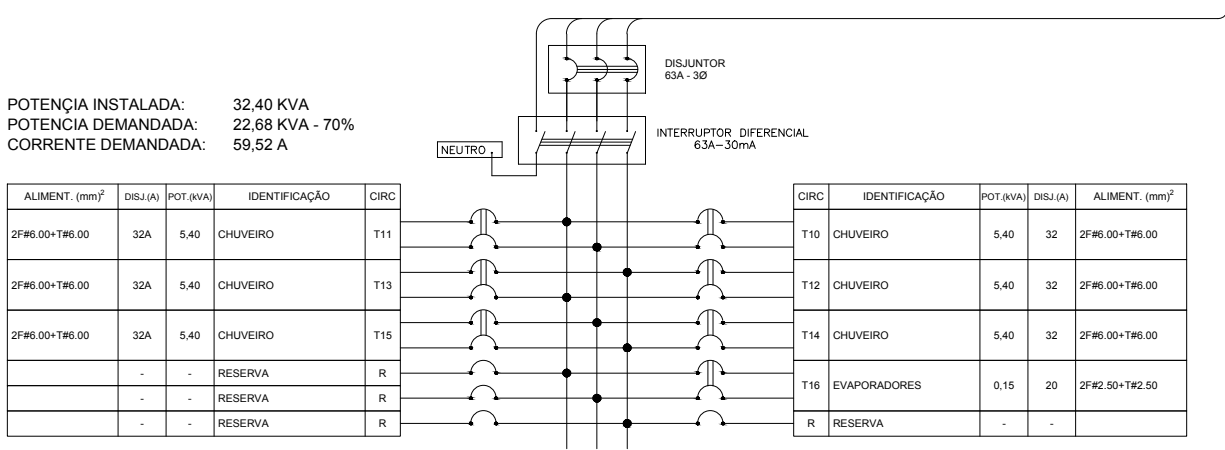 DISJUNTOR
63A - 3Ø
POTENÇIA INSTALADA: 32,40 KVA
POTENCIA DEMANDADA: 22,68 KVA - 70%
CORRENTE DEMANDADA: 59,52 A
INTERRUPTOR DIFERENCIAL
63A-30mA
NEUTRO
ALIMENT. (mm)² DISJ.(A) POT.(kVA) IDENTIFICAÇÃO CIRC
2F#6.00+T#6.00 32A 5,40 CHUVEIRO T11
2F#6.00+T#6.00 32A 5,40 CHUVEIRO T13
2F#6.00+T#6.00 32A 5,40 CHUVEIRO T15
- - RESERVA R
- - RESERVA R
- - RESERVA R
CIRC IDENTIFICAÇÃO POT.(kVA) DISJ.(A) ALIMENT. (mm)²
T10 CHUVEIRO 5,40 32 2F#6.00+T#6.00
T12 CHUVEIRO 5,40 32 2F#6.00+T#6.00
T14 CHUVEIRO 5,40 32 2F#6.00+T#6.00
T16 EVAPORADORES 0,15 20 2F#2.50+T#2.50
R RESERVA - -